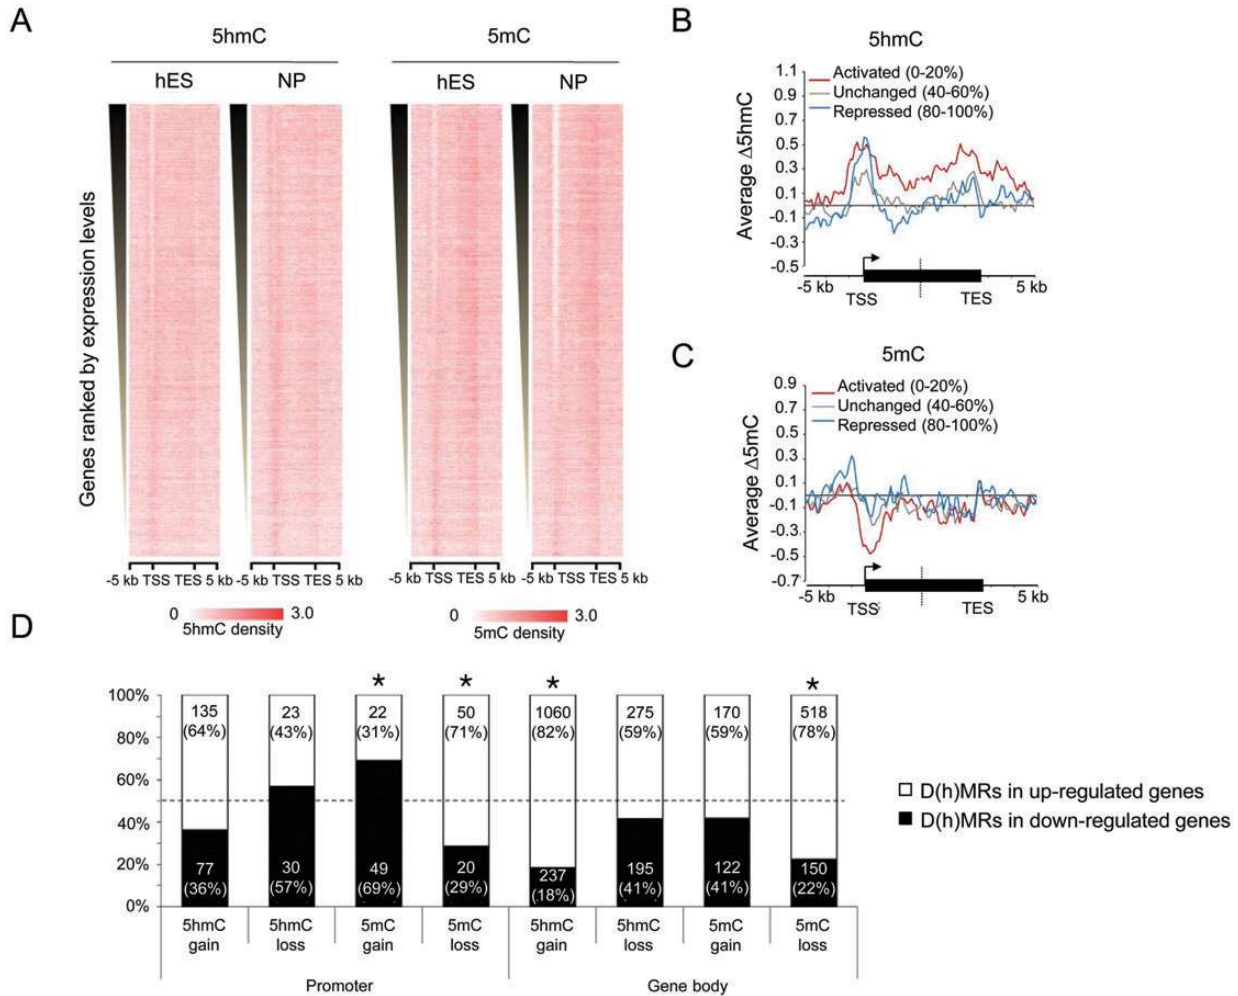 A
5hmC
5mC
hES
NP
hES
NP
Genes ranked by expression levels
-5 kb TSS TES 5 kb
-5 kb TSS TES 5 kb
-5 kb TSS TES 5 kb
-5 kb TSS TES 5 kb
0 3.0
5hmC density
0 3.0
5mC density
B
5hmC
Activated (0-20%)
Unchanged (40-60%)
Repressed (80-100%)
Average Δ5hmC
1.1
0.9
0.7
0.5
0.3
0.1
-0.1
-0.3
-0.5
-5 kb TSS TES 5 kb
C
5mC
Activated (0-20%)
Unchanged (40-60%)
Repressed (80-100%)
Average Δ5mC
0.9
0.7
0.5
0.3
0.1
-0.1
-0.3
-0.5
-0.7
-5 kb TSS TES 5 kb
D
100%
80%
60%
40%
20%
0%
* * * *
135 23 22 50 1060 275 170 518
(64%) (43%) (31%) (71%) (82%) (59%) (59%) (78%)
77 30 49 20 237 195 122 150
(36%) (57%) (69%) (29%) (18%) (41%) (41%) (22%)
5hmC 5hmC 5mC 5mC 5hmC 5hmC 5mC 5mC
gain loss gain loss gain loss gain loss
Promoter Gene body
D(h)MRs in up-regulated genes
D(h)MRs in down-regulated genes